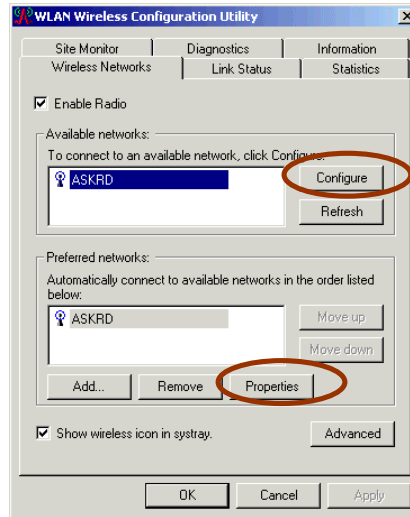 WLAN Wireless Configuration Utility
Site Monitor Diagnostics Information
Wireless Networks Link Status Statistics
Enable Radio
Available networks:
To connect to an available network, click Configure:
ASKRD
Configure
Refresh
Preferred networks:
Automatically connect to available networks in the order listed
below:
ASKRD
Move up
Move down
Add... Remove Properties
Show wireless icon in systray.
Advanced
OK Cancel Apply